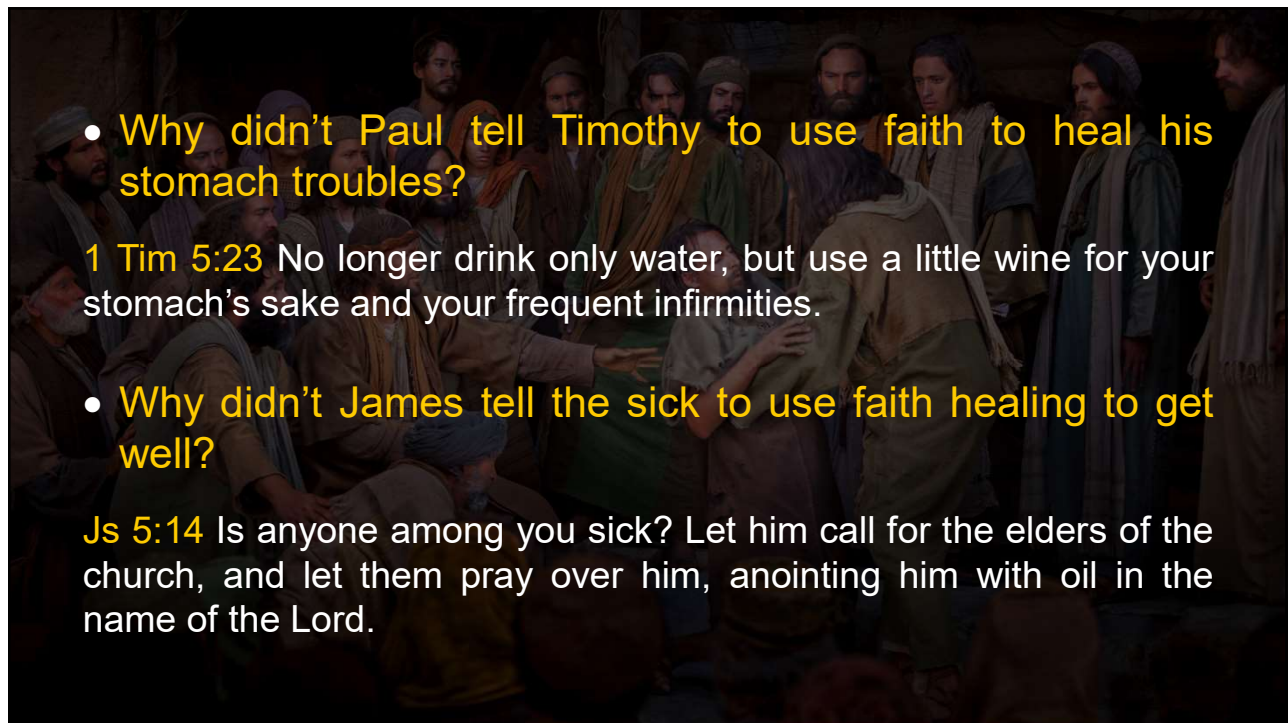 • Why didn’t Paul tell Timothy to use faith to heal his
stomach troubles?
1 Tim 5:23 No longer drink only water, but use a little wine for your
stomach’s sake and your frequent infirmities.
• Why didn’t James tell the sick to use faith healing to get
well?
Js 5:14 Is anyone among you sick? Let him call for the elders of the
church, and let them pray over him, anointing him with oil in the
name of the Lord.